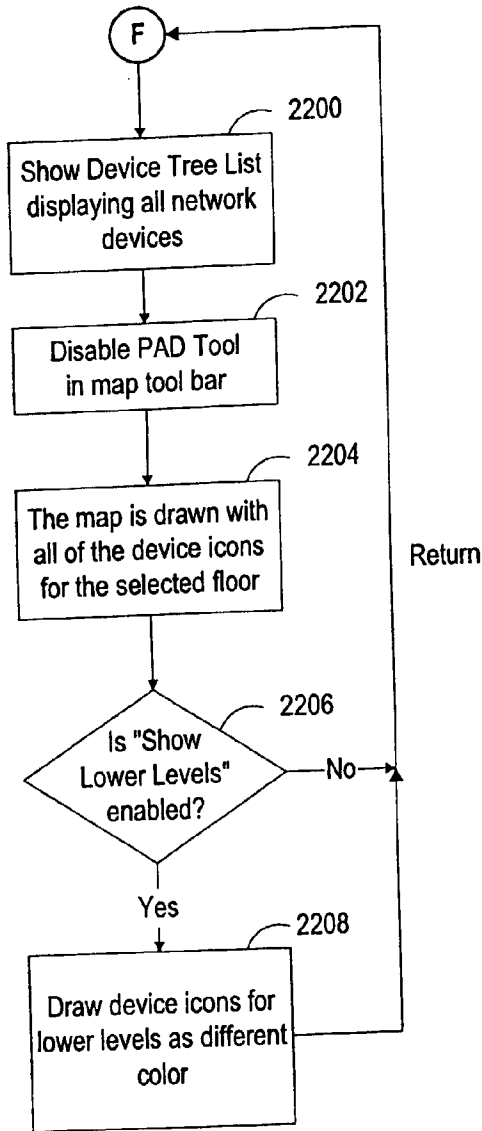 F
2200
Show Device Tree List
displaying all network
devices
2202
Disable PAD Tool
in map tool bar
2204
The map is drawn with
all of the device icons
for the selected floor
Return
2206
Is "Show
Lower Levels"
enabled?
No
Yes
2208
Draw device icons for
lower levels as different
color